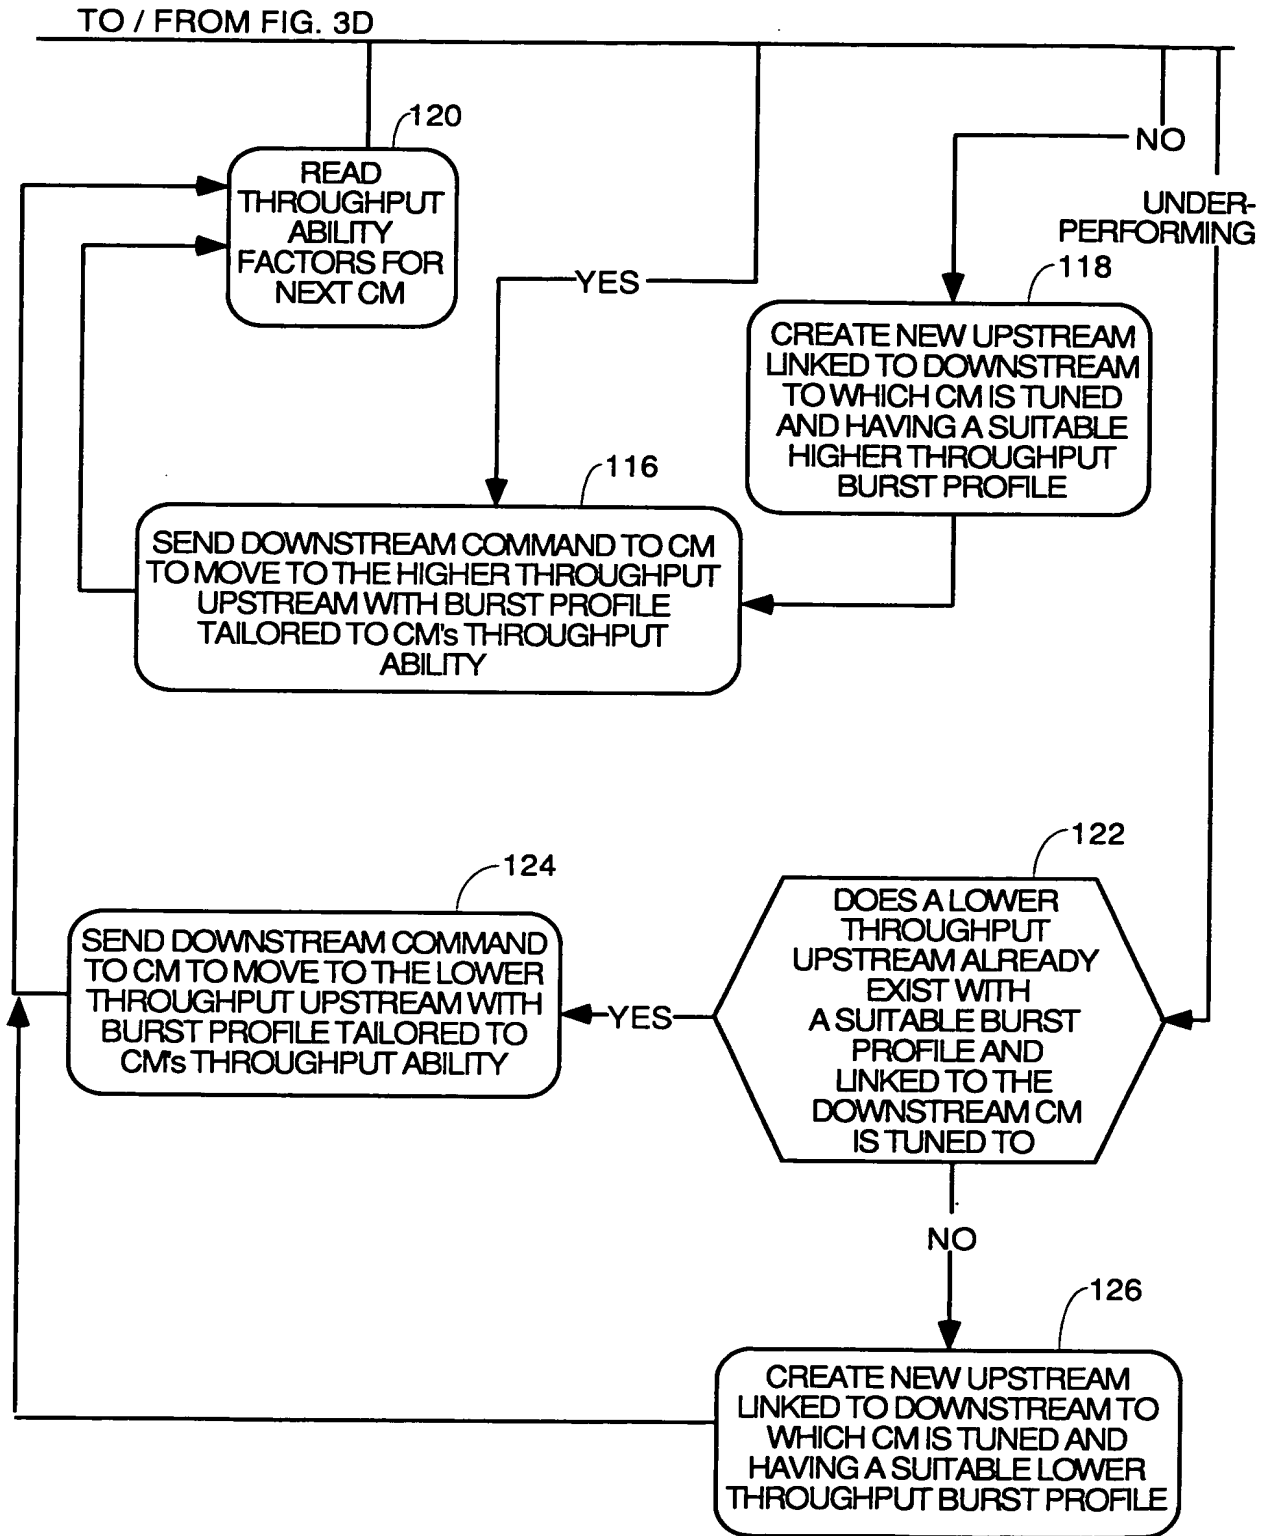 TO / FROM FIG. 3D
120
READ
THROUGHPUT
ABILITY
FACTORS FOR
NEXT CM
NO
UNDER-
PERFORMING
YES
118
CREATE NEW UPSTREAM
LINKED TO DOWNSTREAM
TO WHICH CM IS TUNED
AND HAVING A SUITABLE
HIGHER THROUGHPUT
BURST PROFILE
116
SEND DOWNSTREAM COMMAND TO CM
TO MOVE TO THE HIGHER THROUGHPUT
UPSTREAM WITH BURST PROFILE
TAILORED TO CM's THROUGHPUT
ABILITY
122
DOES A LOWER
THROUGHPUT
UPSTREAM ALREADY
EXIST WITH
A SUITABLE BURST
PROFILE AND
LINKED TO THE
DOWNSTREAM CM
IS TUNED TO
124
SEND DOWNSTREAM COMMAND
TO CM TO MOVE TO THE LOWER
THROUGHPUT UPSTREAM WITH
BURST PROFILE TAILORED TO
CM's THROUGHPUT ABILITY
YES
NO
126
CREATE NEW UPSTREAM
LINKED TO DOWNSTREAM TO
WHICH CM IS TUNED AND
HAVING A SUITABLE LOWER
THROUGHPUT BURST PROFILE